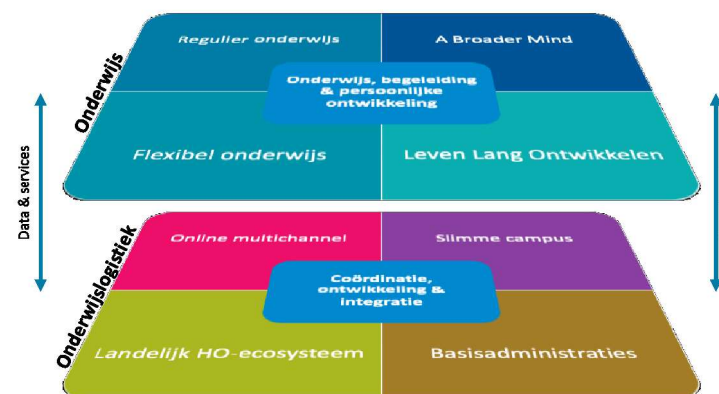 Onderwijs
Regulier onderwijs
A Broader Mind
Onderwijs, begeleiding
& persoonlijke
ontwikkeling
Flexibel onderwijs
Leven Lang Ontwikkelen
Data & services
Onderwijslogistiek
Online multichannel
Slimme campus
Coördinatie,
ontwikkeling &
integratie
Landelijk HO-ecosysteem
Basisadministraties